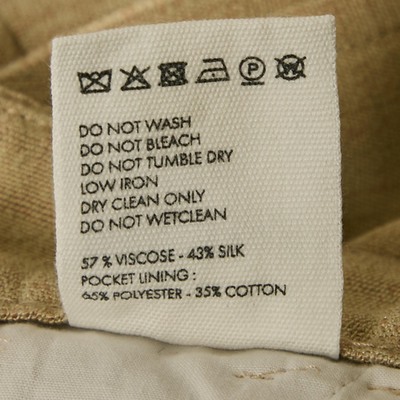 P W
DO NOT WASH
DO NOT BLEACH
DO NOT TUMBLE DRY
LOW IRON
DRY CLEAN ONLY
DO NOT WETCLEAN
57 % VISCOSE - 43% SILK
POCKET LINING :
65% POLYESTER - 35% COTTON